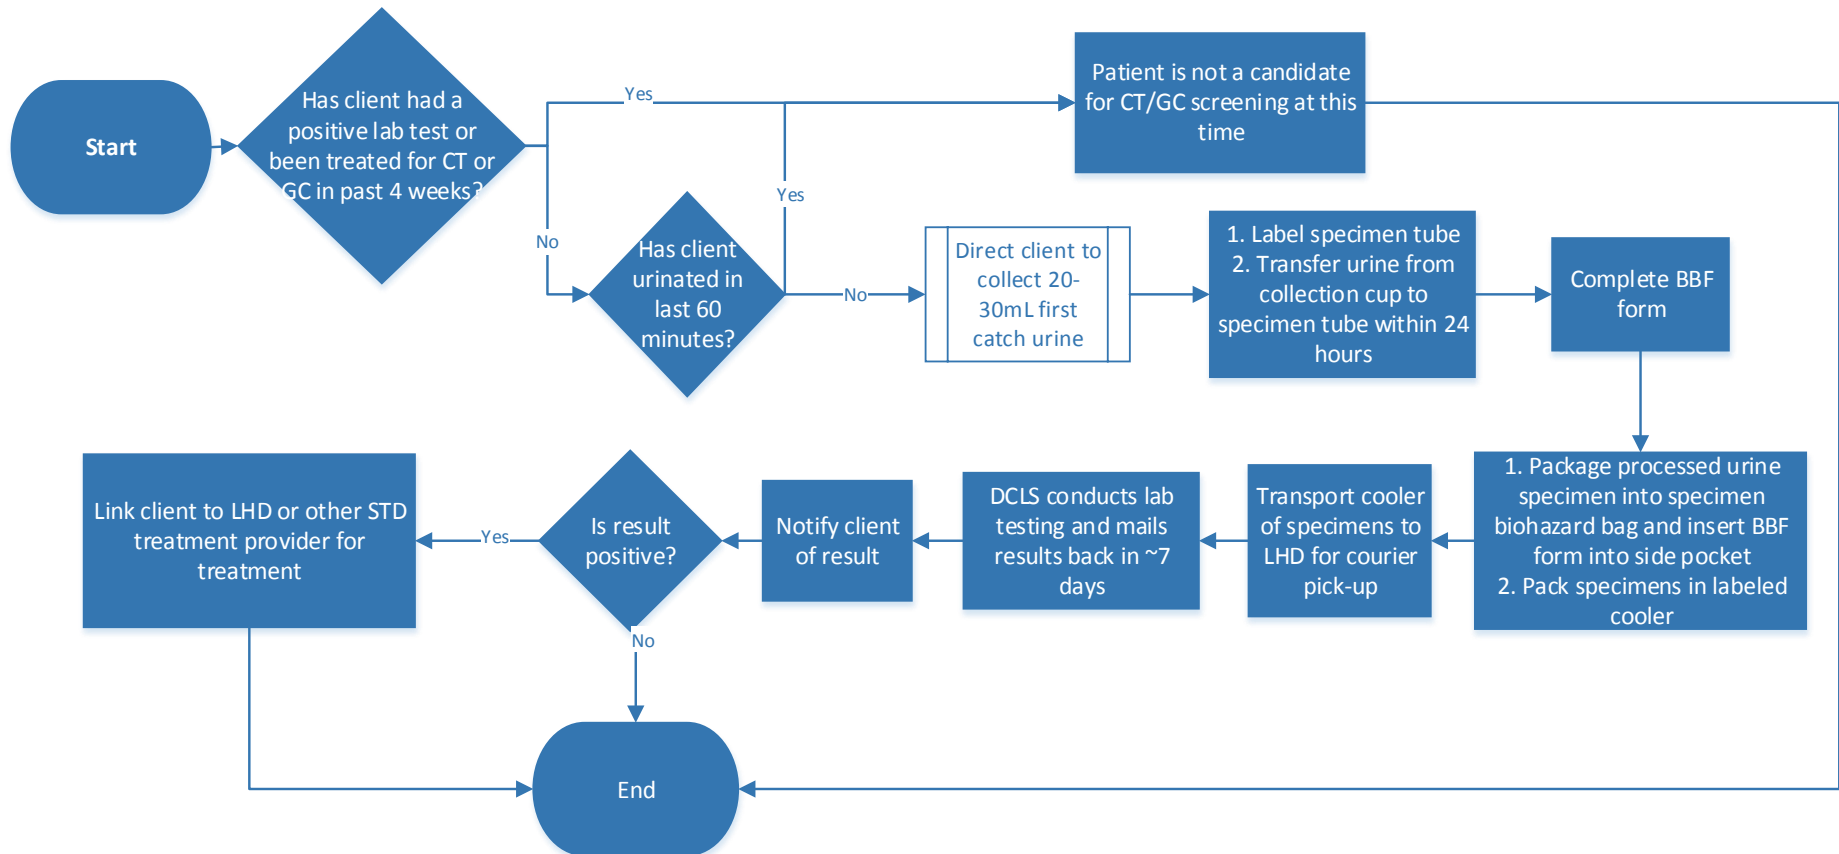 Start
Has client had a
positive lab test or
been treated for CT or
GC in past 4 weeks?
Yes
No
Has client
urinated in
last 60
minutes?
Yes
No
Patient is not a candidate
for CT/GC screening at this
time
Direct client to
collect 20-
30mL first
catch urine
1. Label specimen tube
2. Transfer urine from
collection cup to
specimen tube within 24
hours
Complete BBF
form
1. Package processed urine
specimen into specimen
biohazard bag and insert BBF
form into side pocket
2. Pack specimens in labeled
cooler
Transport cooler
of specimens to
LHD for courier
pick-up
DCLS conducts lab
testing and mails
results back in ~7
days
Notify client
of result
Is result
positive?
Yes
No
Link client to LHD or other STD
treatment provider for
treatment
End